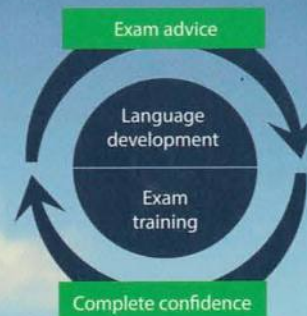 Exam advice
Language
development
Exam
training
Complete confidence